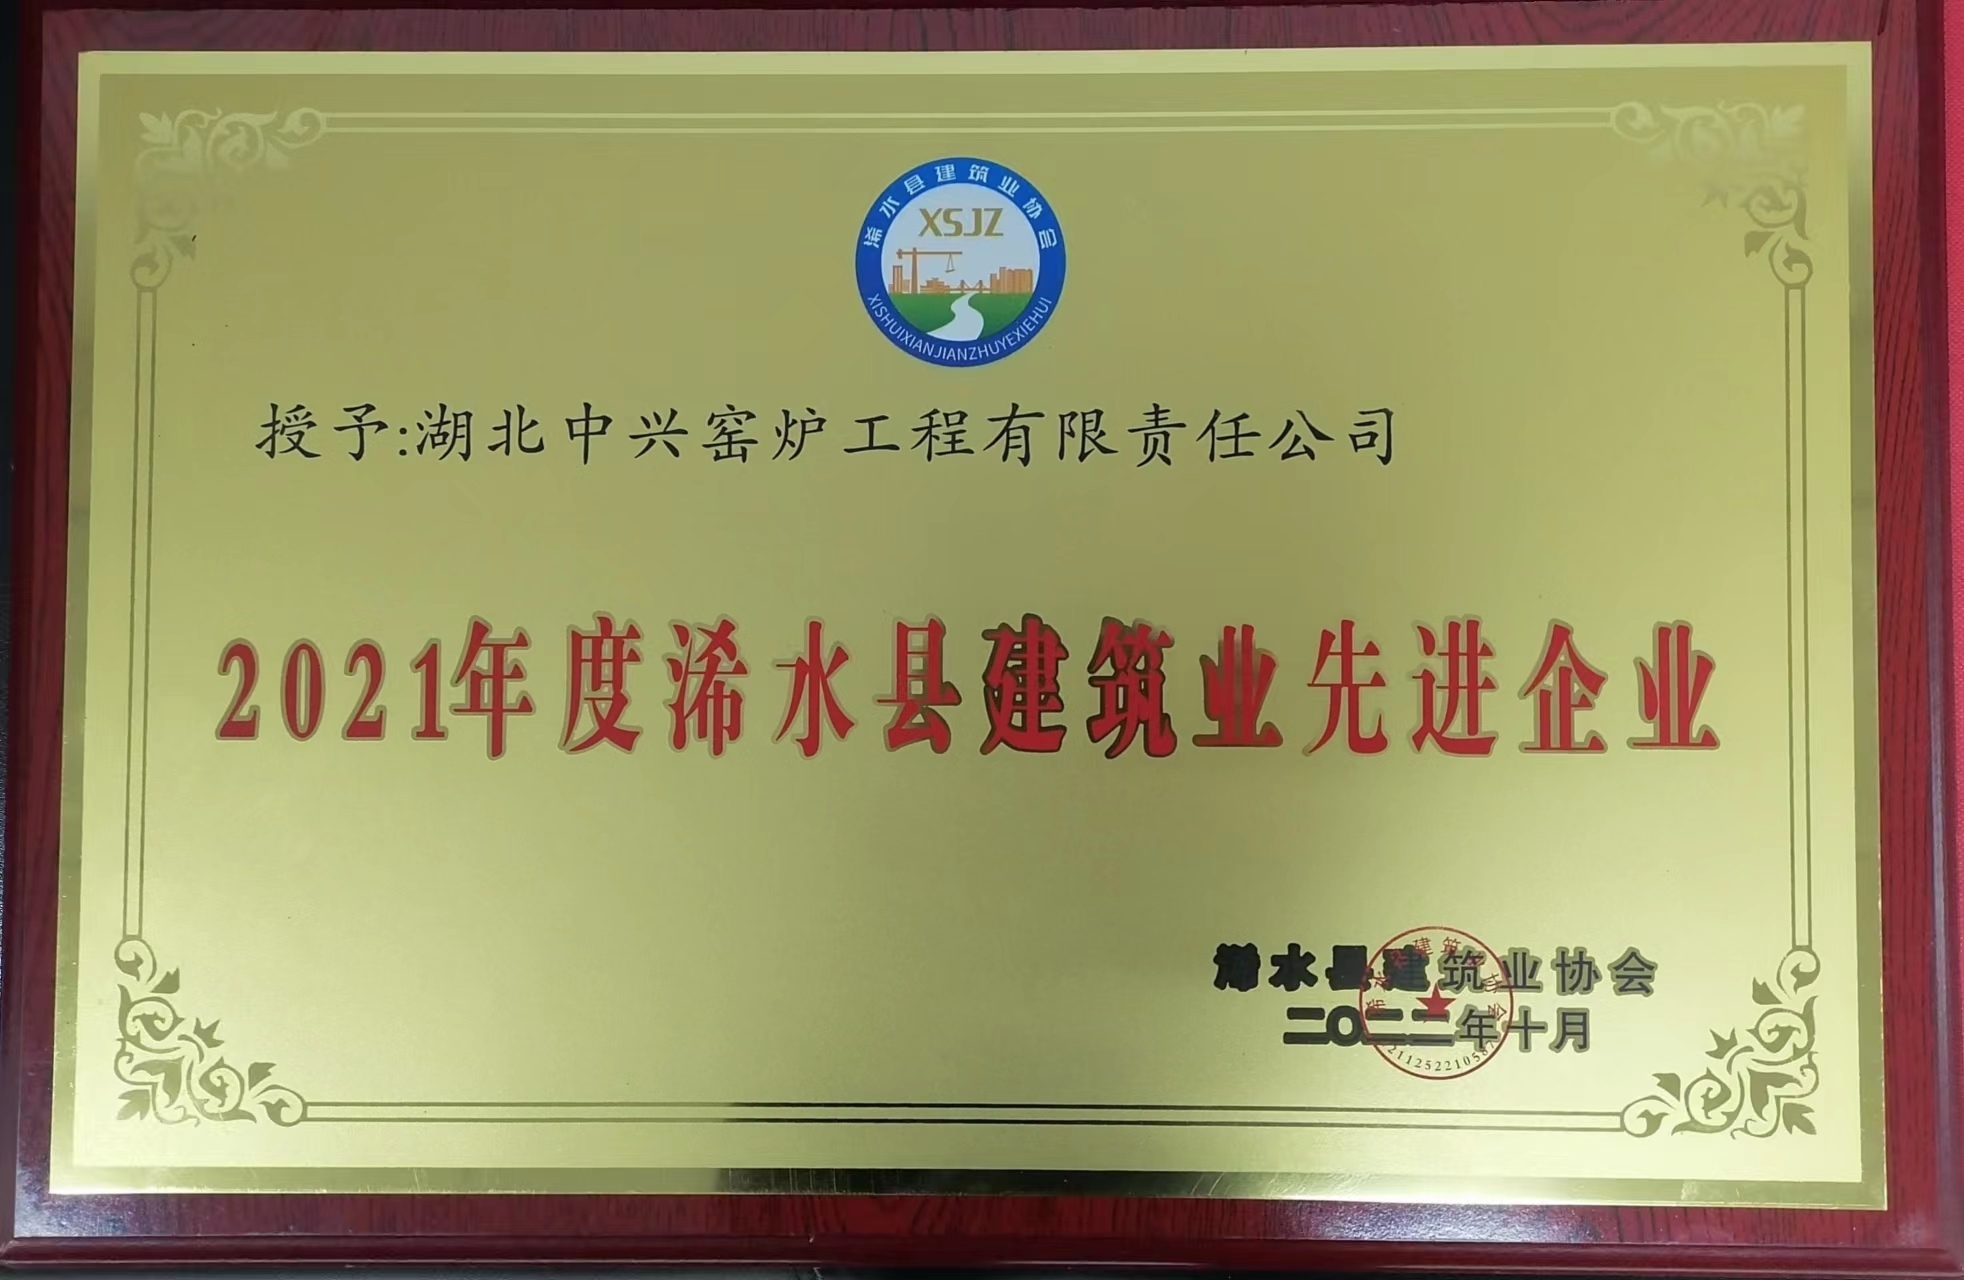 浠水县建筑业协会
XSJZ
XISHUIXIANJIANZHUYEXIEHUI
授予:湖北中兴窑炉工程有限责任公司
2021年度浠水县建筑业先进企业
浠水县建筑业协会
二〇二二年十月